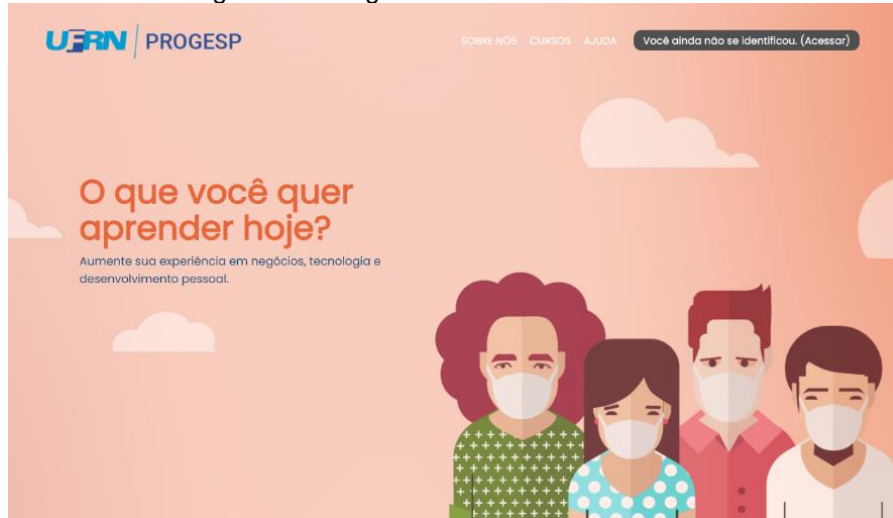 UFRN PROGESP
SOBRE NÓS CURSOS AJUDA Você ainda não se identificou. (Acessar)
O que você quer
aprender hoje?
Aumente sua experiência em negócios, tecnologia e
desenvolvimento pessoal.